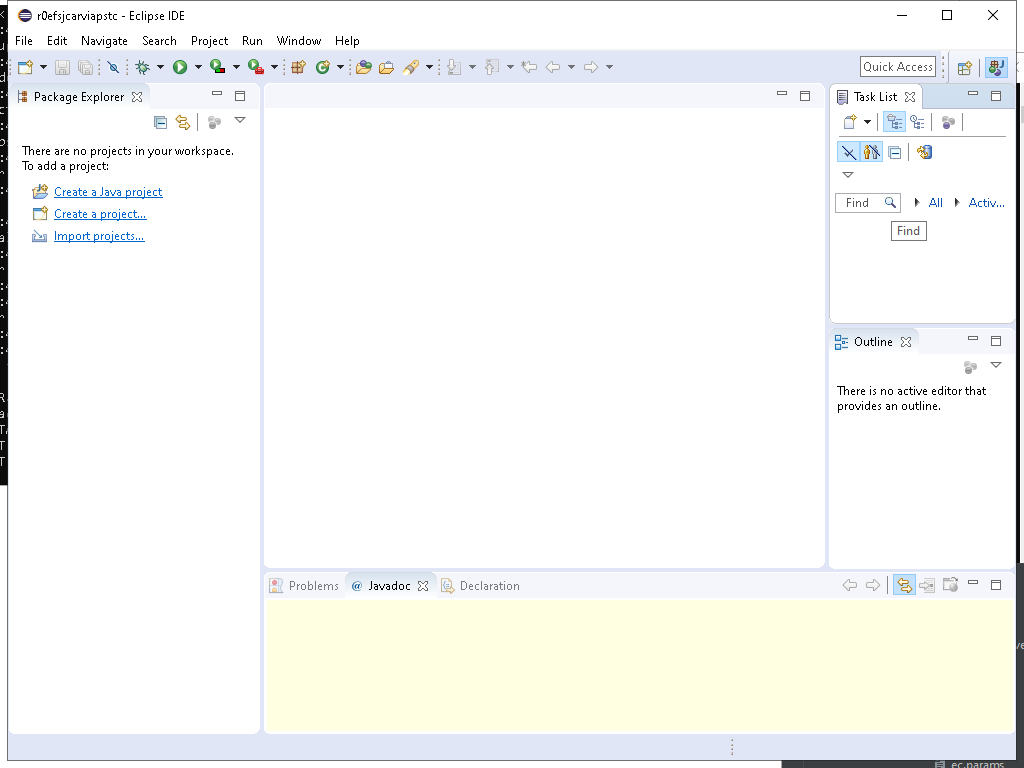 r0efsjcarviapstc - Eclipse IDE
File Edit Navigate Search Project Run Window Help
Quick Access
Package Explorer
Task List
There are no projects in your workspace.
To add a project:
Create a Java project
Create a project...
Import projects...
Find All Activ...
Find
Outline
There is no active editor that
provides an outline.
Problems @ Javadoc Declaration
ec.params